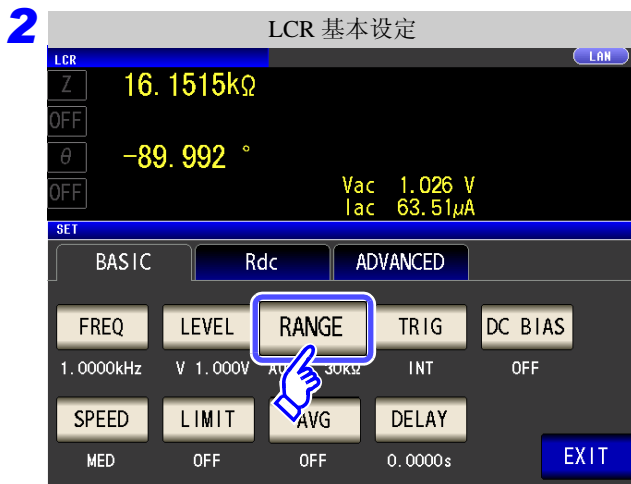 2
LCR 基本设定
LCR LAN
Z 16.1515kΩ
OFF
θ -89.992 °
OFF
Vac 1.026 V
Iac 63.51μA
SET
BASIC Rdc ADVANCED
FREQ LEVEL RANGE TRIG DC BIAS
1.0000kHz V 1.000V 30kΩ INT OFF
SPEED LIMIT AVG DELAY
MED OFF OFF 0.0000s
EXIT